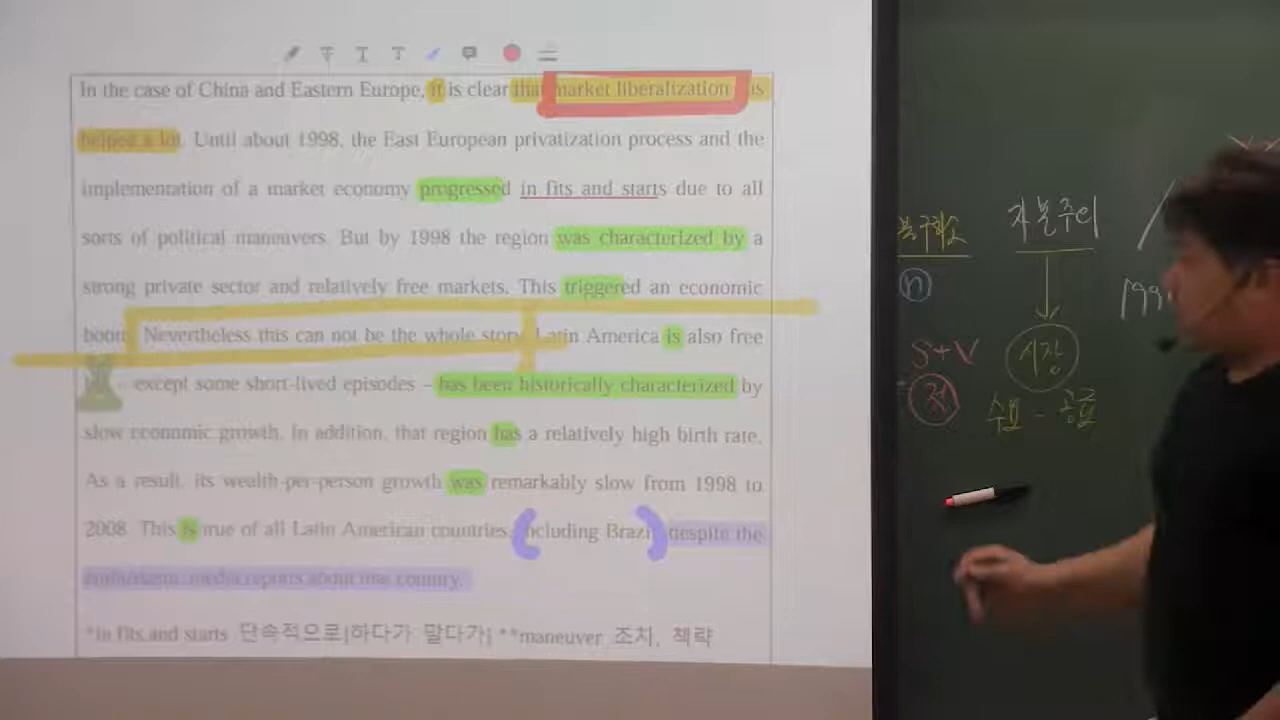 In the case of China and Eastern Europe, it is clear that market liberalization is
helped a lot. Until about 1998, the East European privatization process and the
implementation of a market economy progressed in fits and starts due to all
sorts of political maneuvers. But by 1998 the region was characterized by a
strong private sector and relatively free markets. This triggered an economic
boom. Nevertheless this can not be the whole story. Latin America is also free
except some short-lived episodes – has been historically characterized by
slow economic growth. In addition, that region has a relatively high birth rate.
As a result, its wealth-per-person growth was remarkably slow from 1998 to
2008. This is true of all Latin American countries, including Brazil, despite the
enthusiastic media reports about that country.
*in fits and starts 단속적으로[하다가 말다가] **maneuver 조치, 책략
자본주의
n
S+V
시장
것
수요 - 공급